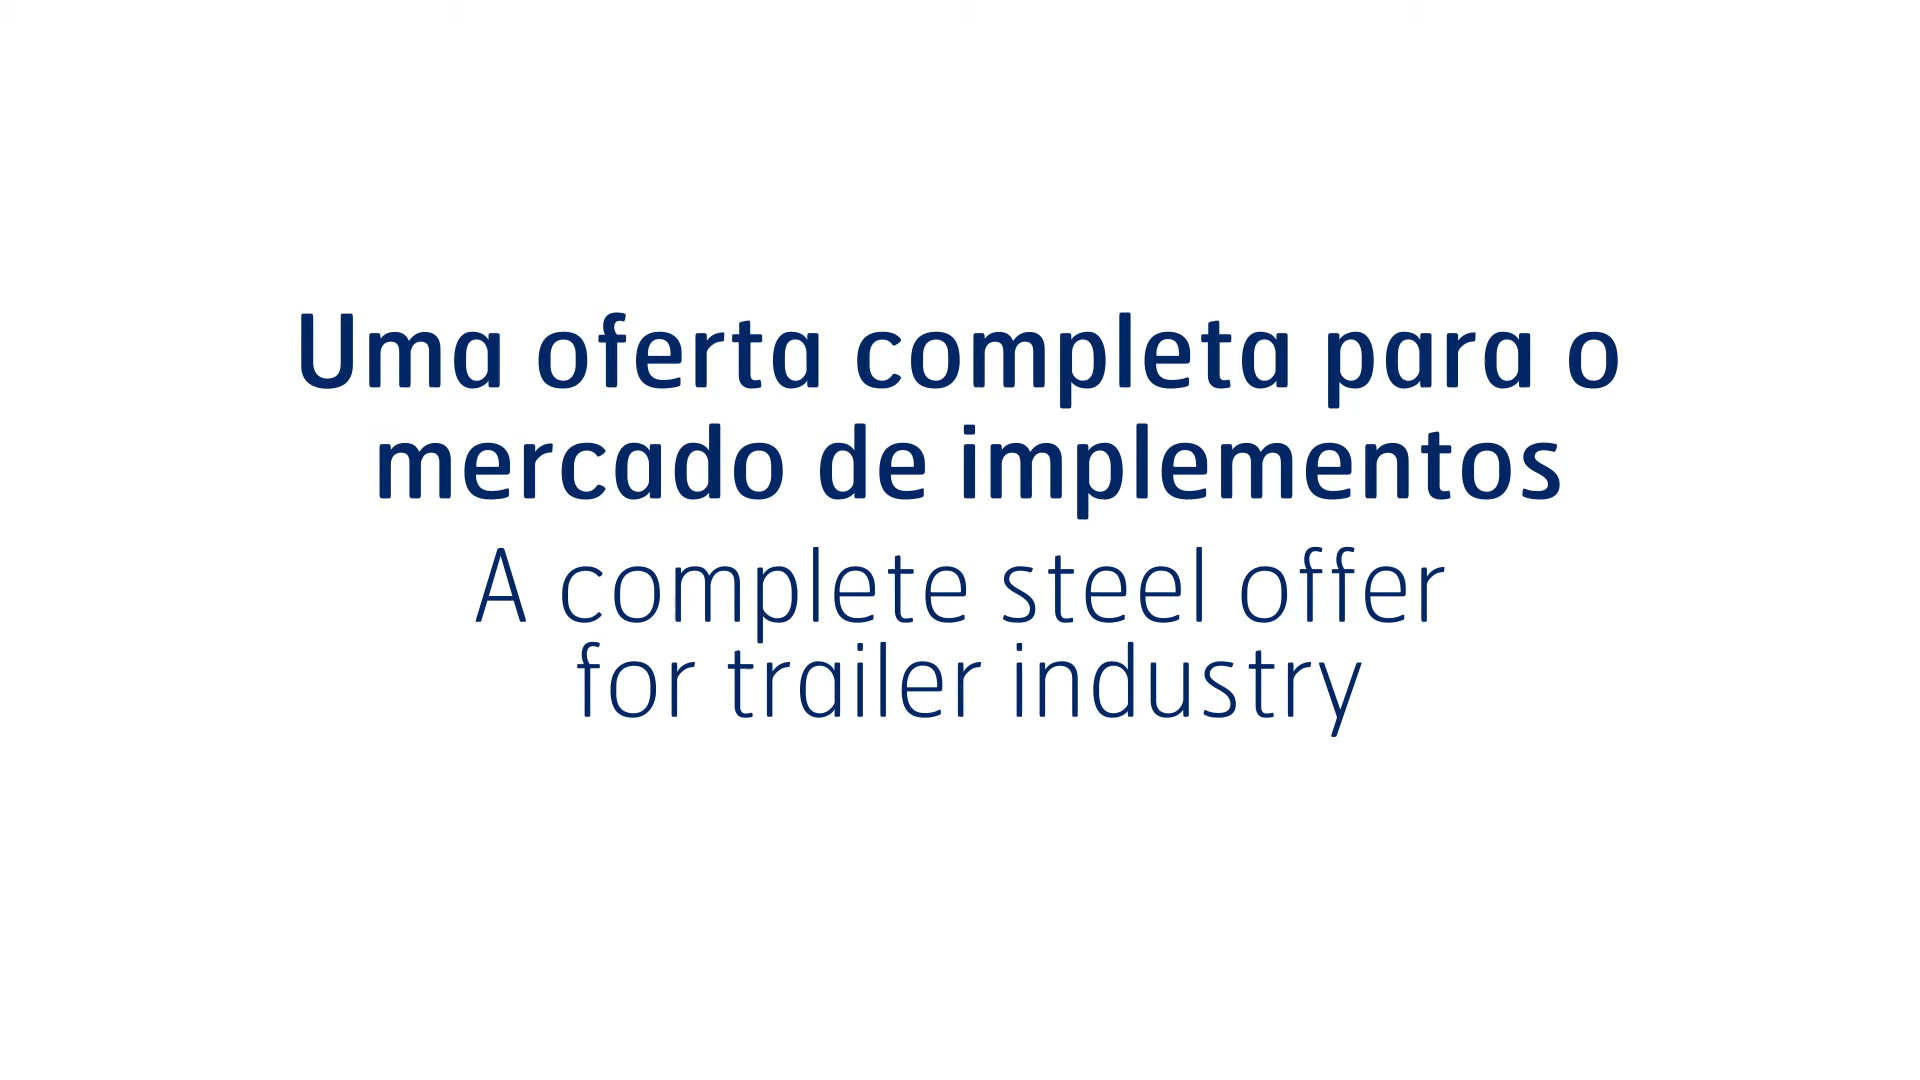 Uma oferta completa para o
mercado de implementos
A complete steel offer
for trailer industry